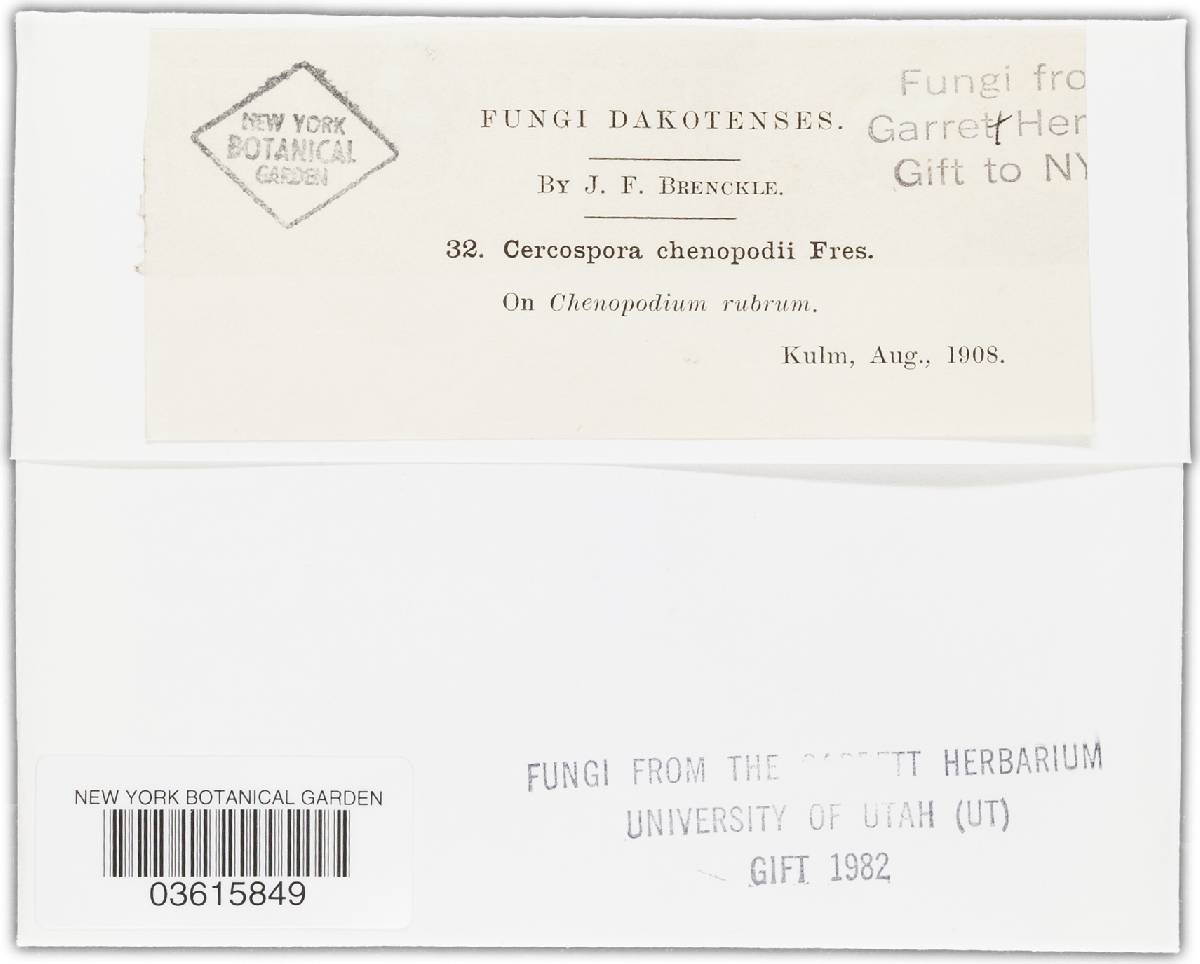 NEW YORK
BOTANICAL
GARDEN
FUNGI DAKOTENSES.
By J. F. Brenckle.
Fungi fro
Garrett Her
Gift to NY
32. Cercospora chenopodii Fres.
On Chenopodium rubrum.
Kulm, Aug., 1908.
FUNGI FROM THE GARRETT HERBARIUM
UNIVERSITY OF UTAH (UT)
GIFT 1982
NEW YORK BOTANICAL GARDEN
03615849